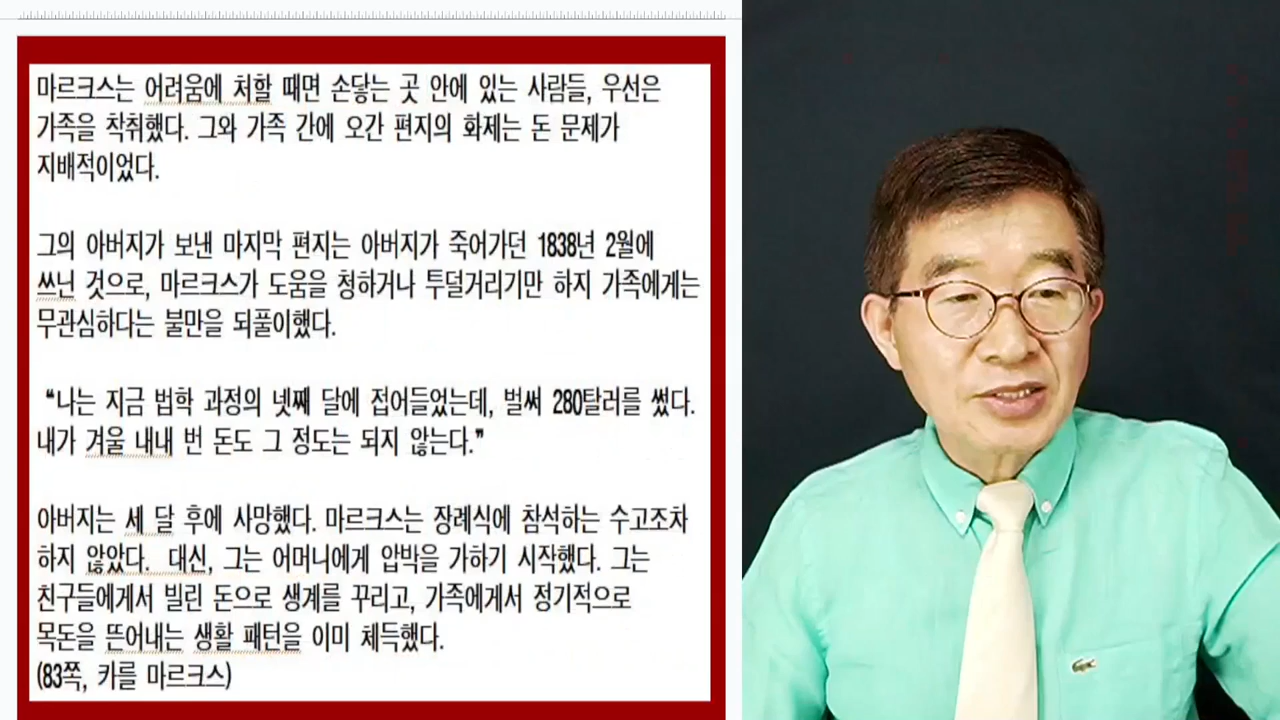 마르크스는 어려움에 처할 때면 손닿는 곳 안에 있는 사람들, 우선은
가족을 착취했다. 그와 가족 간에 오간 편지의 화제는 돈 문제가
지배적이었다.
그의 아버지가 보낸 마지막 편지는 아버지가 죽어가던 1838년 2월에
쓰닌 것으로, 마르크스가 도움을 청하거나 투덜거리기만 하지 가족에게는
무관심하다는 불만을 되풀이했다.
“나는 지금 법학 과정의 넷째 달에 접어들었는데, 벌써 280탈러를 썼다.
내가 겨울 내내 번 돈도 그 정도는 되지 않는다.”
아버지는 세 달 후에 사망했다. 마르크스는 장례식에 참석하는 수고조차
하지 않았다.  대신, 그는 어머니에게 압박을 가하기 시작했다. 그는
친구들에게서 빌린 돈으로 생계를 꾸리고, 가족에게서 정기적으로
목돈을 뜯어내는 생활 패턴을 이미 체득했다.
(83쪽, 카를 마르크스)